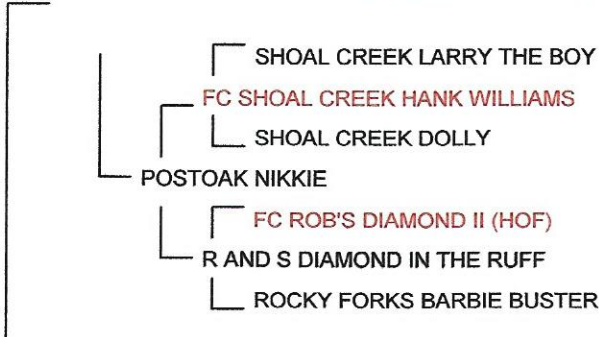 SHOAL CREEK LARRY THE BOY
FC SHOAL CREEK HANK WILLIAMS
SHOAL CREEK DOLLY
POSTOAK NIKKIE
FC ROB'S DIAMOND II (HOF)
R AND S DIAMOND IN THE RUFF
ROCKY FORKS BARBIE BUSTER